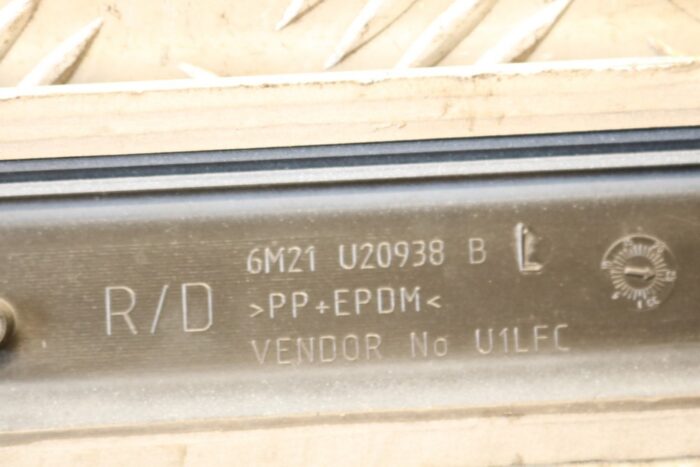 6M21 U20938 B L
R/D >PP+EPDM<
VENDOR No U1LFC